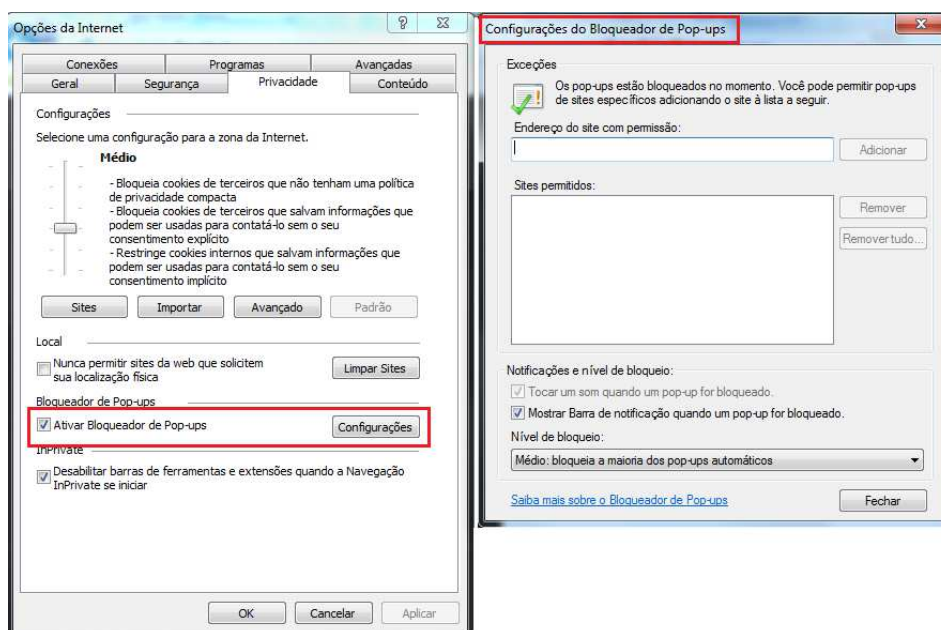 Opções da Internet
Conexões Programas Avançadas
Geral Segurança Privacidade Conteúdo
Configurações
Selecione uma configuração para a zona da Internet.
Médio
- Bloqueia cookies de terceiros que não tenham uma política
de privacidade compacta
- Bloqueia cookies de terceiros que salvam informações que
podem ser usadas para contatá-lo sem o seu
consentimento explícito
- Restringe cookies internos que salvam informações que
podem ser usadas para contatá-lo sem o seu
consentimento implícito
Sites Importar Avançado Padrão
Local
Nunca permitir sites da web que solicitem
sua localização física
Limpar Sites
Bloqueador de Pop-ups
Ativar Bloqueador de Pop-ups Configurações
InPrivate
Desabilitar barras de ferramentas e extensões quando a Navegação
InPrivate se iniciar
OK Cancelar Aplicar
Configurações do Bloqueador de Pop-ups
Exceções
Os pop-ups estão bloqueados no momento. Você pode permitir pop-ups
de sites específicos adicionando o site à lista a seguir.
Endereço do site com permissão:
Adicionar
Sites permitidos:
Remover
Remover tudo...
Notificações e nível de bloqueio:
Tocar um som quando um pop-up for bloqueado.
Mostrar Barra de notificação quando um pop-up for bloqueado.
Nível de bloqueio:
Médio: bloqueia a maioria dos pop-ups automáticos
Saiba mais sobre o Bloqueador de Pop-ups Fechar